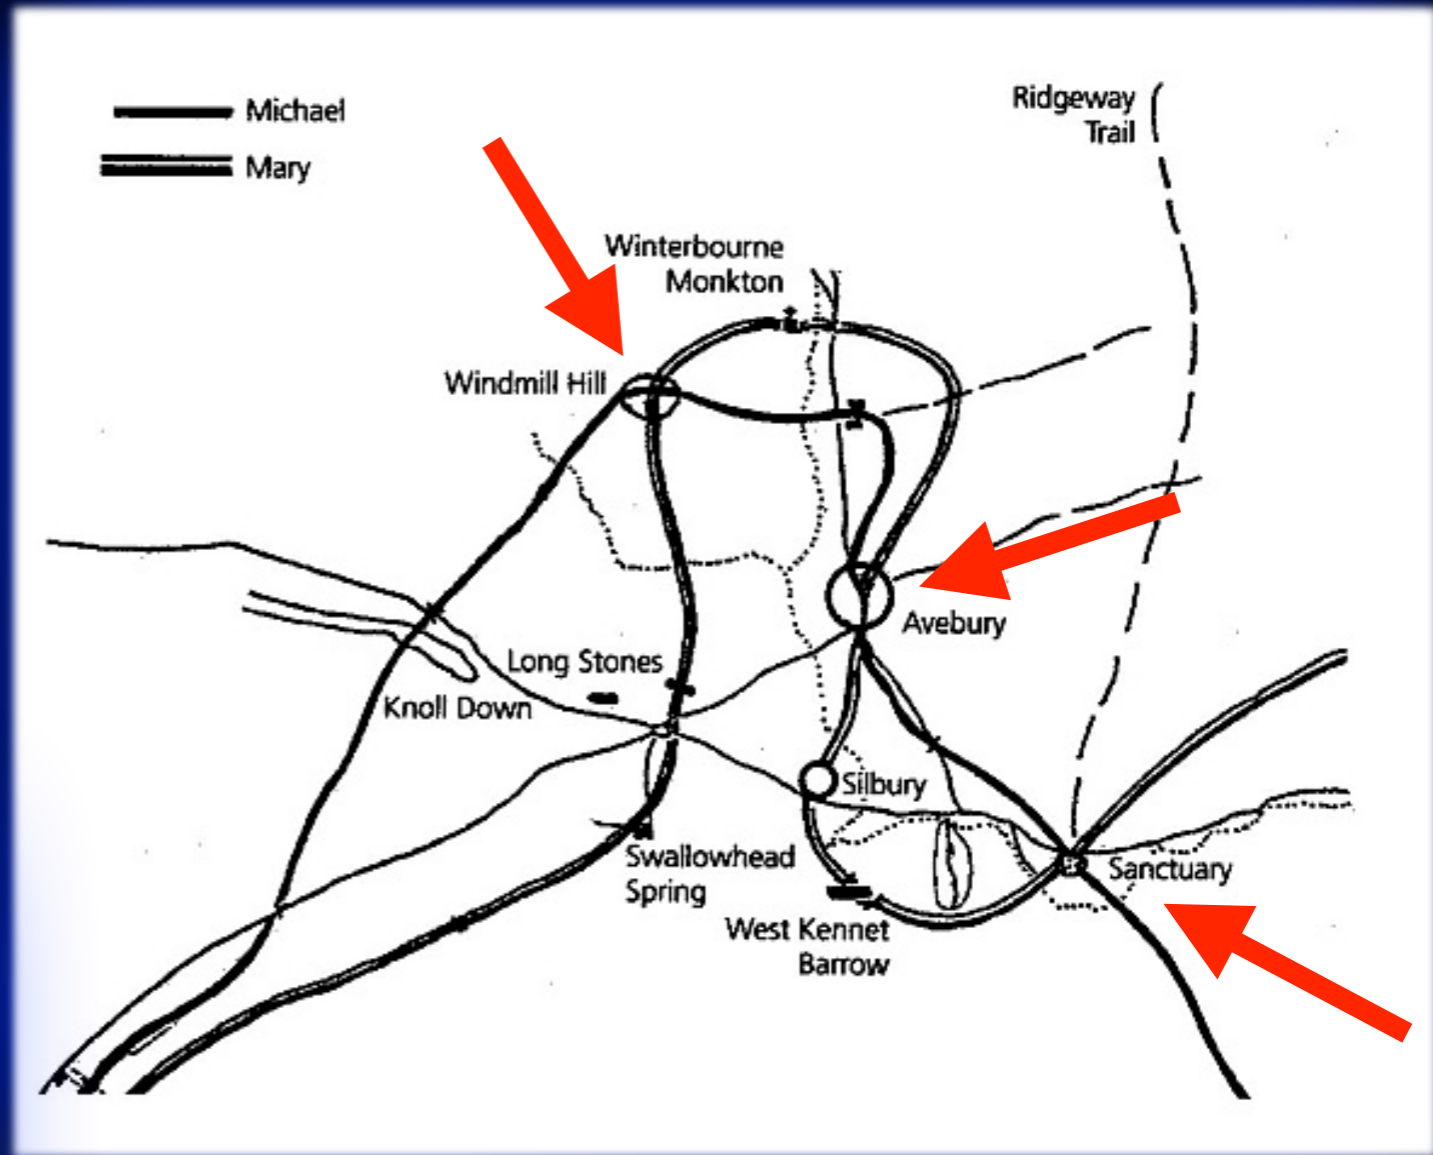 Michael
Mary
Ridgeway
Trail
Winterbourne
Monkton
Windmill Hill
Avebury
Long Stones
Knoll Down
Silbury
Swallowhead
Spring
Sanctuary
West Kennet
Barrow